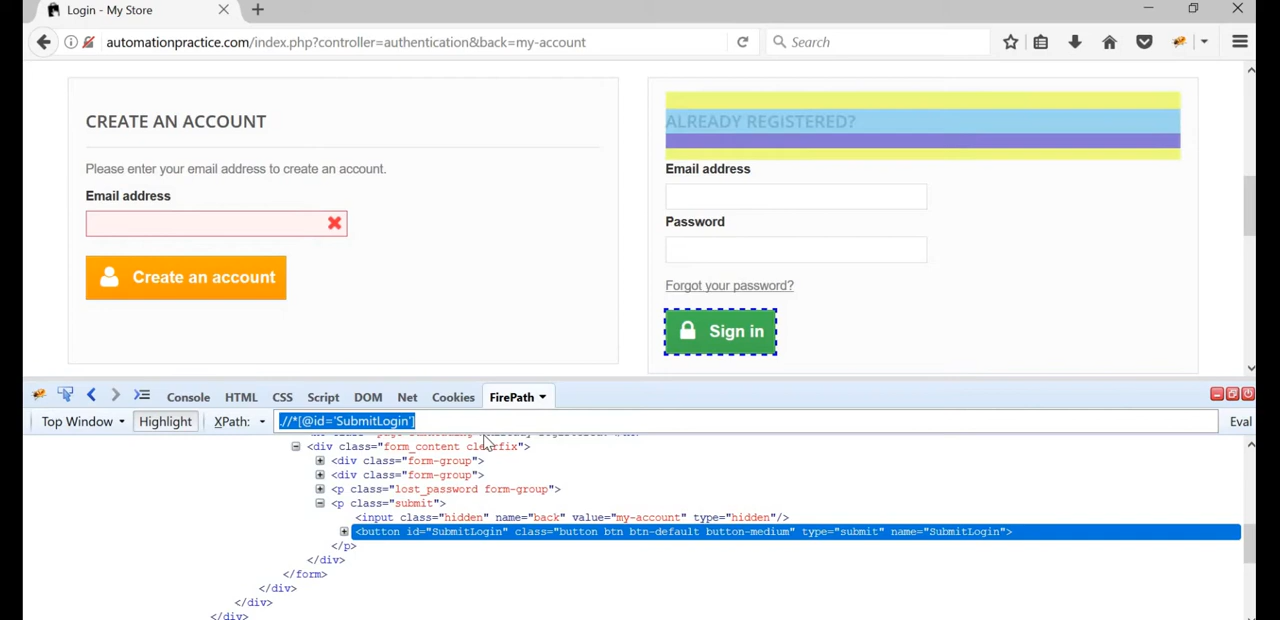 Login - My Store
automationpractice.com/index.php?controller=authentication&back=my-account
Search
CREATE AN ACCOUNT
Please enter your email address to create an account.
Email address
Create an account
ALREADY REGISTERED?
Email address
Password
Forgot your password?
Sign in
HTML CSS Script DOM Net Cookies FirePath
Console
Top Window Highlight XPath: .//*[@id='SubmitLogin'] Eval
<div class="form_content clearfix">
<div class="form-group">
<div class="form-group">
<p class="lost_password form-group">
<p class="submit">
<input class="hidden" name="back" value="my-account" type="hidden"/>
<button id="SubmitLogin" class="button btn btn-default button-medium" type="submit" name="SubmitLogin">
</p>
</div>
</form>
</div>
</div>
</div>